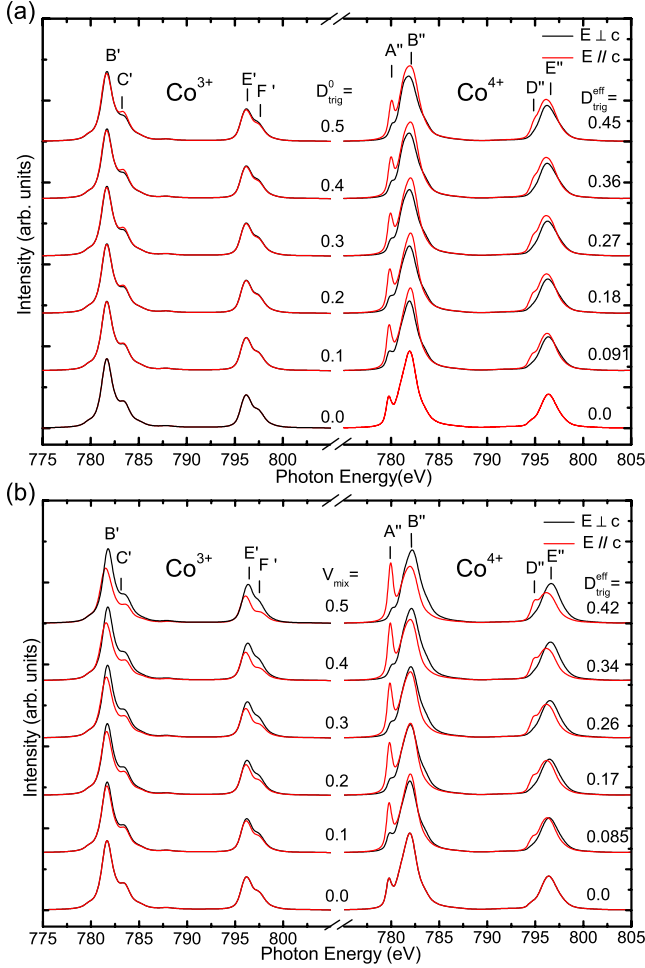 (a)
B'
C'
Co3+
E'
F '
D0trig=
A"
B"
Co4+
E ⊥ c
E // c
D"
E"
Defftrig=
0.5
0.45
0.4
0.36
0.3
0.27
0.2
0.18
0.1
0.091
0.0
0.0
Intensity (arb. units)
775 780 785 790 795 800 780 785 790 795 800 805
Photon Energy(eV)
(b)
B'
C'
Co3+
E'
F '
Vmix=
A"
B"
Co4+
E ⊥ c
E // c
D"
E"
Defftrig=
0.5
0.42
0.4
0.34
0.3
0.26
0.2
0.17
0.1
0.085
0.0
0.0
Intensity (arb. units)
775 780 785 790 795 800 780 785 790 795 800 805
Photon Energy (eV)